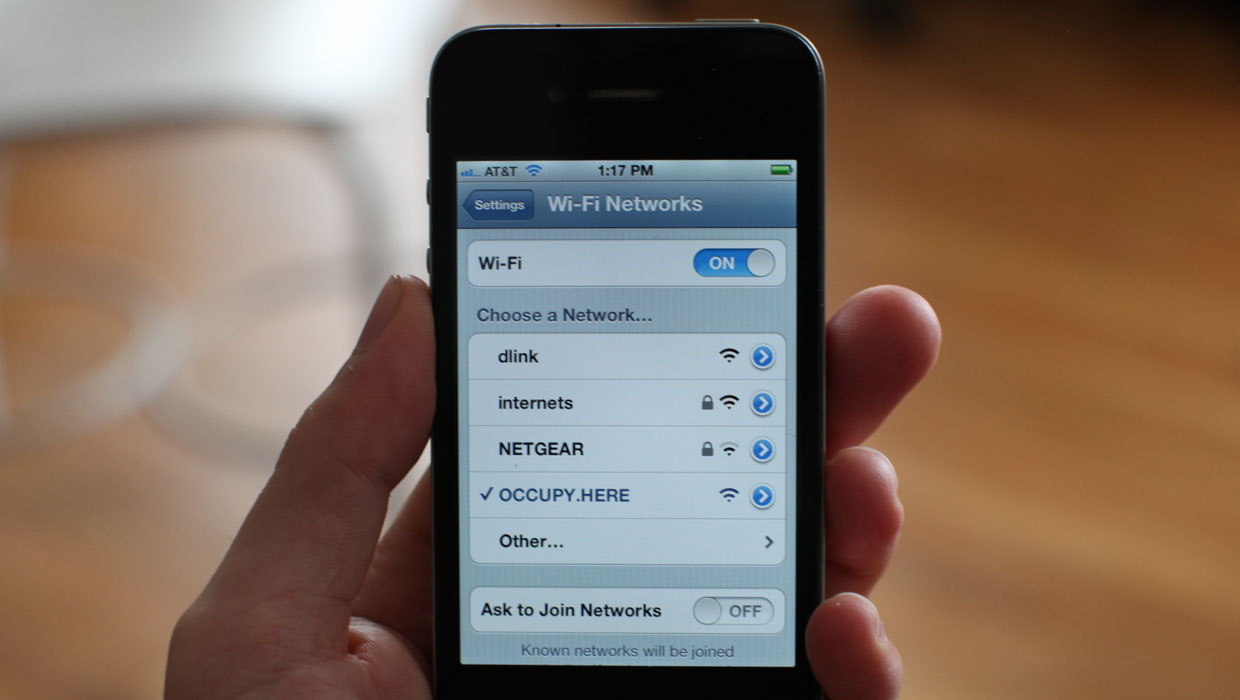 AT&T 1:17 PM
Settings Wi-Fi Networks
Wi-Fi ON
Choose a Network...
dlink
internets
NETGEAR
OCCUPY.HERE
Other...
Ask to Join Networks OFF
Known networks will be joined